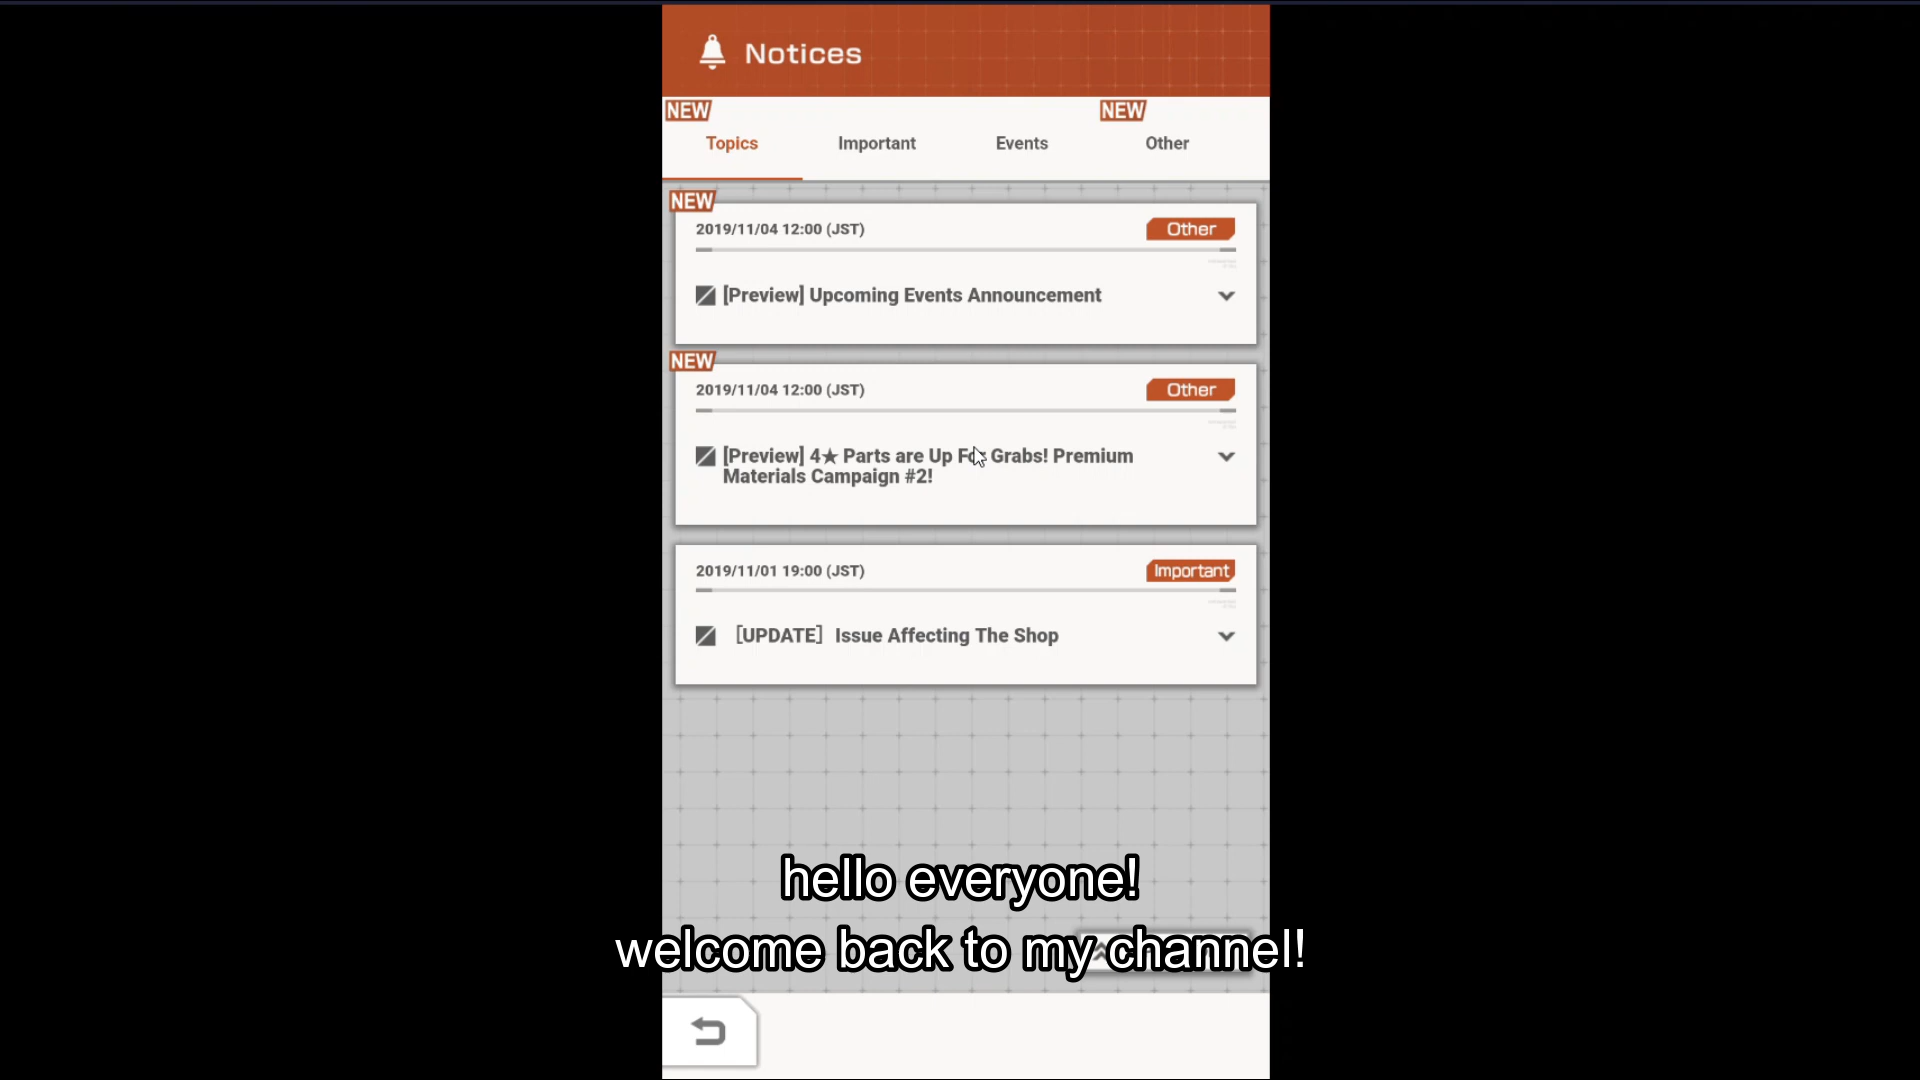 Notices
NEW
NEW
Topics
Important
Events
Other
NEW
2019/11/04 12:00 (JST)
Other
[Preview] Upcoming Events Announcement
NEW
2019/11/04 12:00 (JST)
Other
[Preview] 4★ Parts are Up For Grabs! Premium
Materials Campaign #2!
2019/11/01 19:00 (JST)
Important
［UPDATE］ Issue Affecting The Shop
hello everyone!
welcome back to my channel!